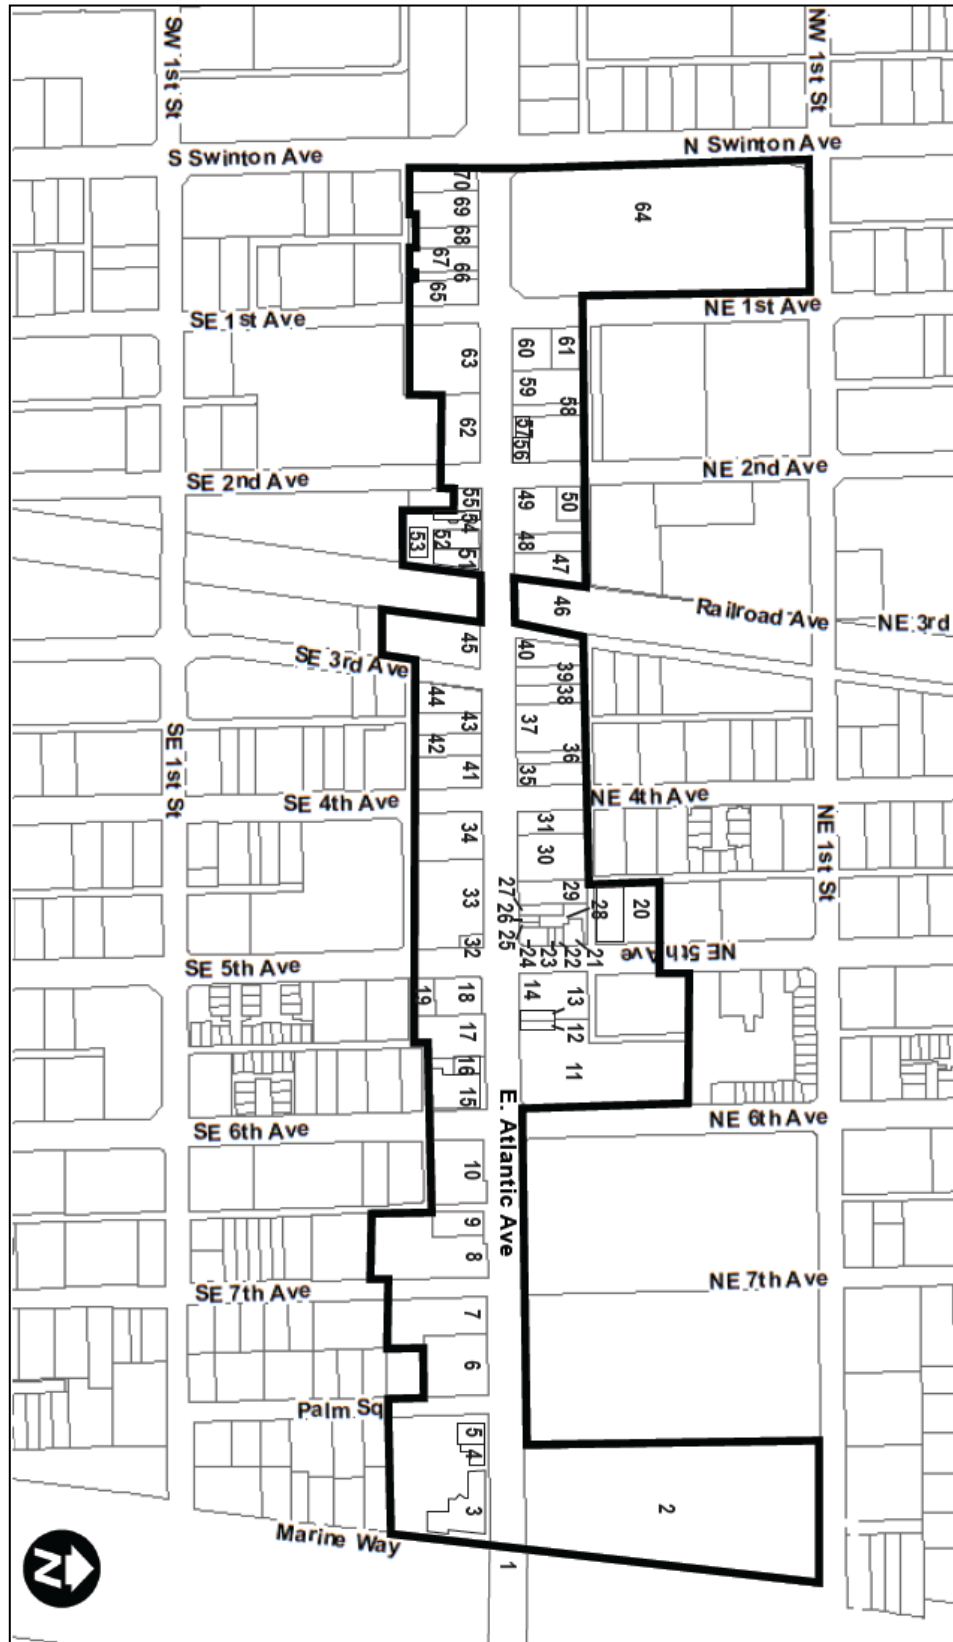 SW 1st St
NW 1st St
S Swinton Ave
N Swinton Ave
70
69
68
67
66
65
64
SE 1st Ave
NE 1st Ave
63
60
61
59
58
62
57
56
SE 2nd Ave
NE 2nd Ave
55
54
53
52
51
49
50
48
47
46
Railroad Ave
NE 3rd
45
SE 3rd Ave
40
39
38
44
43
42
41
37
36
35
SE 1st St
SE 4th Ave
NE 4th Ave
NE 1st St
34
31
30
33
32
27
26
25
29
28
20
24
23
22
21
SE 5th Ave
NE 5th Ave
19
18
17
14
13
12
11
16
15
SE 6th Ave
NE 6th Ave
E. Atlantic Ave
10
9
8
SE 7th Ave
NE 7th Ave
7
6
Palm Sq
5
4
3
2
Marine Way
1
N